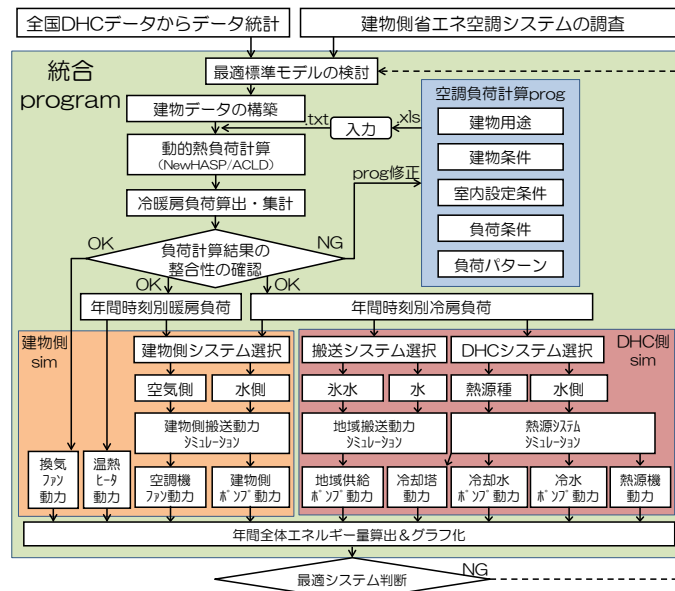 全国DHCデータからデータ統計
建物側省エネ空調システムの調査
統合
program
最適標準モデルの検討
建物データの構築
.txt
入力
.xls
空調負荷計算prog
建物用途
建物条件
室内設定条件
負荷条件
負荷パターン
動的熱負荷計算
(NewHASP/ACLD)
prog修正
冷暖房負荷算出・集計
OK
負荷計算結果の
整合性の確認
NG
OK
OK
年間時刻別暖房負荷
年間時刻別冷房負荷
建物側
sim
建物側システム選択
搬送システム選択
DHCシステム選択
DHC側
sim
空気側
水側
氷水
水
熱源種
水側
建物側搬送動力
シミュレーション
地域搬送動力
シミュレーション
熱源システム
シミュレーション
換気
ファン
動力
温熱
ヒータ
動力
空調機
ファン動力
建物側
ポンプ動力
地域供給
ポンプ動力
冷却塔
動力
冷却水
ポンプ動力
冷水
ポンプ動力
熱源機
動力
年間全体エネルギー量算出&グラフ化
最適システム判断
NG